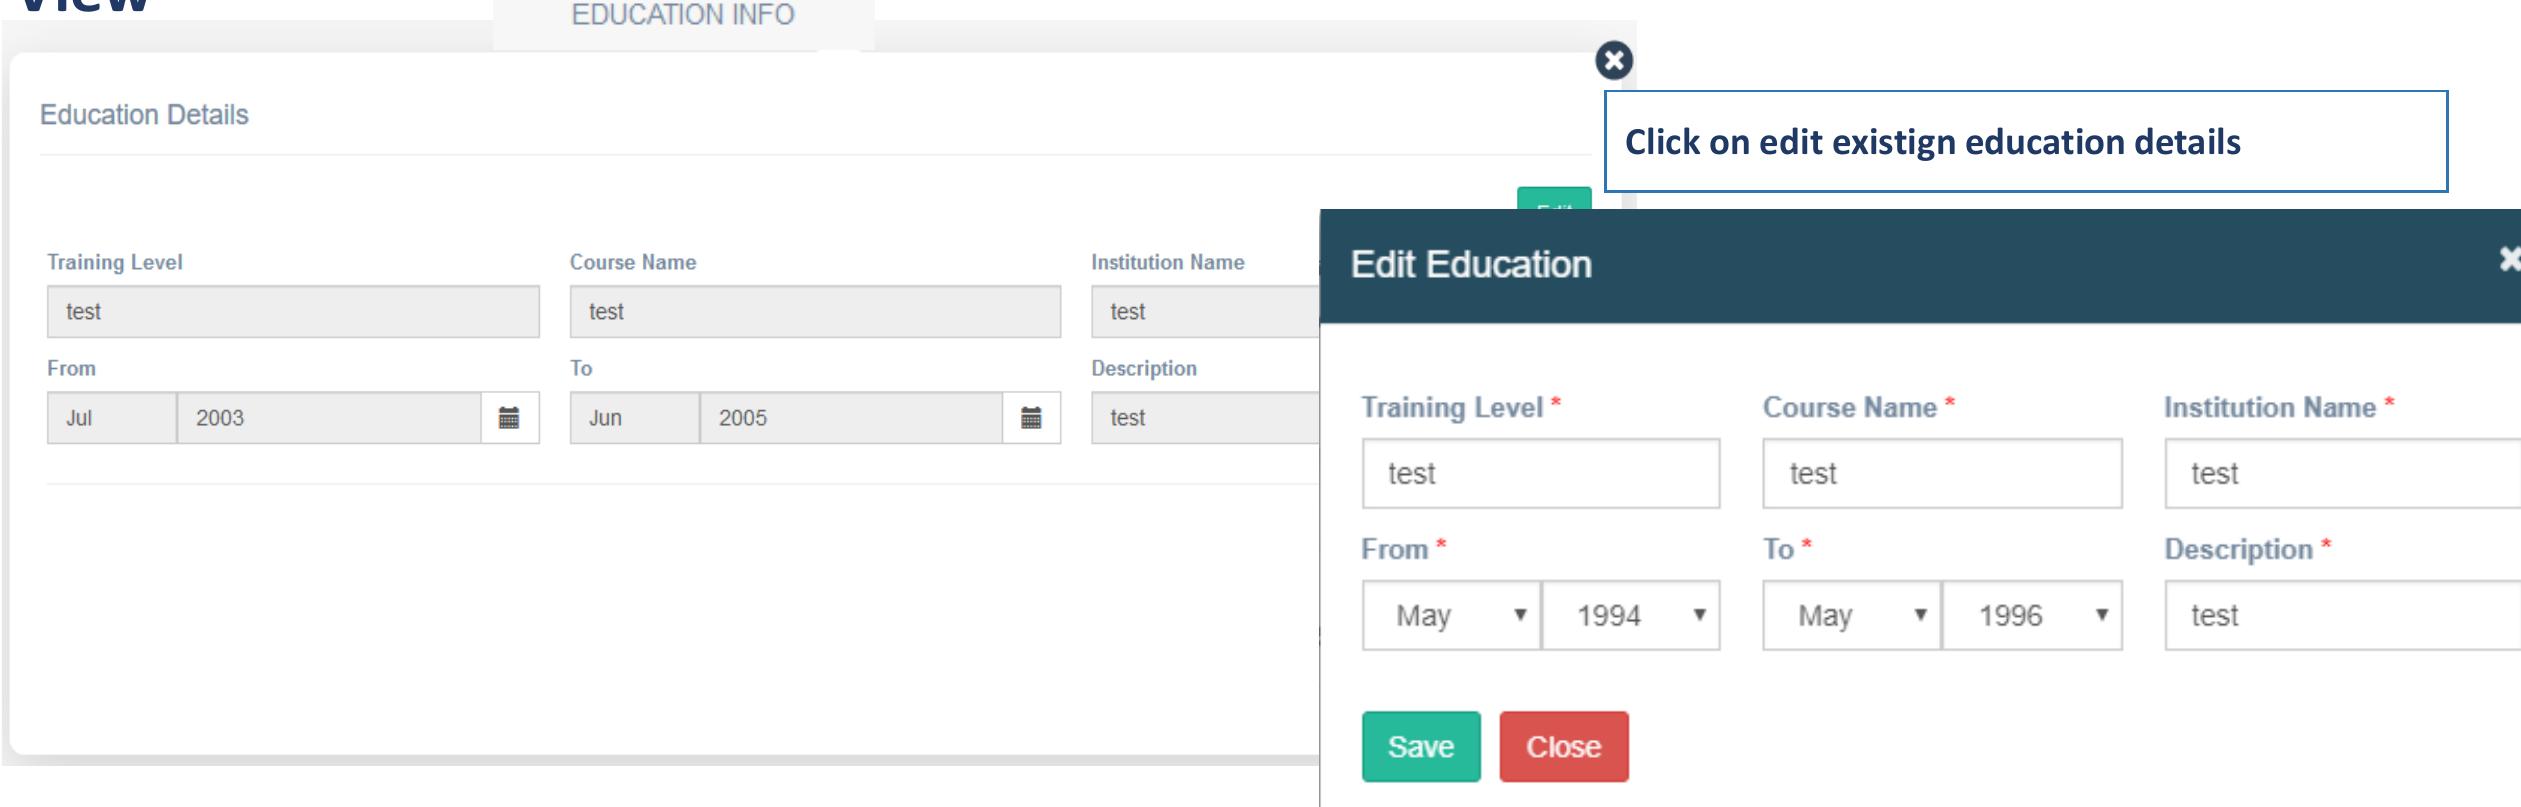 View
EDUCATION INFO
Education Details
Click on edit existign education details
Edit
Training Level
Course Name
Institution Name
test
test
test
From
To
Description
Jul 2003
Jun 2005
test
Edit Education
Training Level *
Course Name *
Institution Name *
test
test
test
From *
To *
Description *
May 1994
May 1996
test
Save
Close